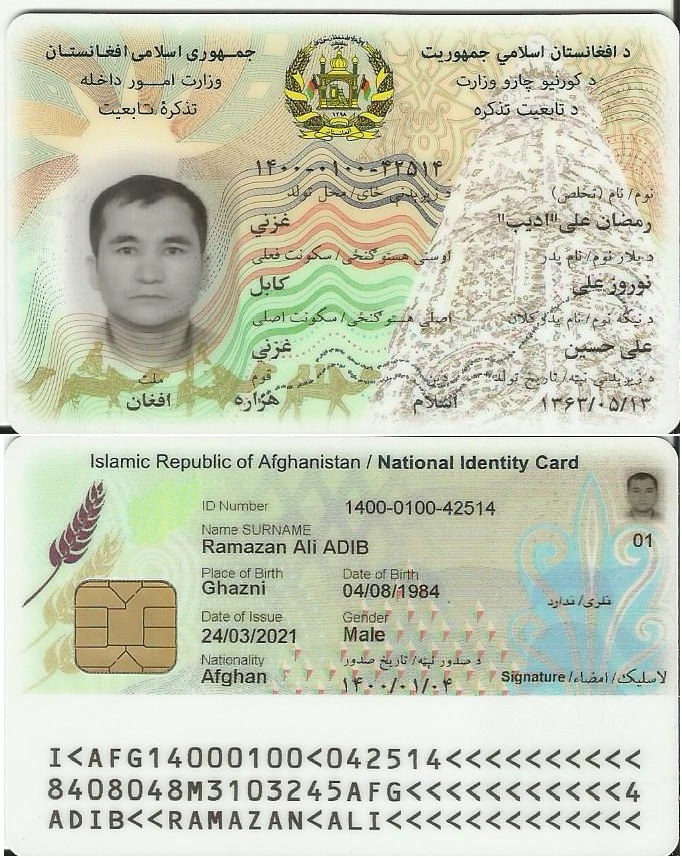 جمهوری اسلامی افغانستان
وزارت امور داخله
تذکرهٔ تابعیت
د افغانستان اسلامي جمهوریت
د کورنیو چارو وزارت
د تابعیت تذکره
۱۴۰۰-۰۱۰۰-۴۲۵۱۴
نوم/ نام (تخلص)
رمضان علی "ادیب"
د زیږیدنې ځای/ محل تولد
غزني
د پلار نوم/ نام پدر
نوروز علی
اوسنی هستوګنځی/ سکونت فعلی
کابل
د نیکه نوم/ نام پدرکلان
علی حسین
اصلي هستوګنځی/ سکونت اصلی
غزني
د زیږیدنې نېټه/ تاریخ تولد
۱۳۶۳/۰۵/۱۳
دین
اسلام
قوم
هزاره
ملت
افغان
Islamic Republic of Afghanistan / National Identity Card
ID Number 1400-0100-42514
Name SURNAME
Ramazan Ali ADIB
01
Place of Birth Date of Birth
Ghazni 04/08/1984
نلري/ ندارد
Date of Issue Gender
24/03/2021 Male
Nationality د صدور نېټه/ تاریخ صدور
Afghan ۱۴۰۰/۰۱/۰۴
Signature / امضاء / لاسلیک
I<AFG14000100<042514<<<<<<<<<<
8408048M3103245AFG<<<<<<<<<<<4
ADIB<<RAMAZAN<ALI<<<<<<<<<<<<<